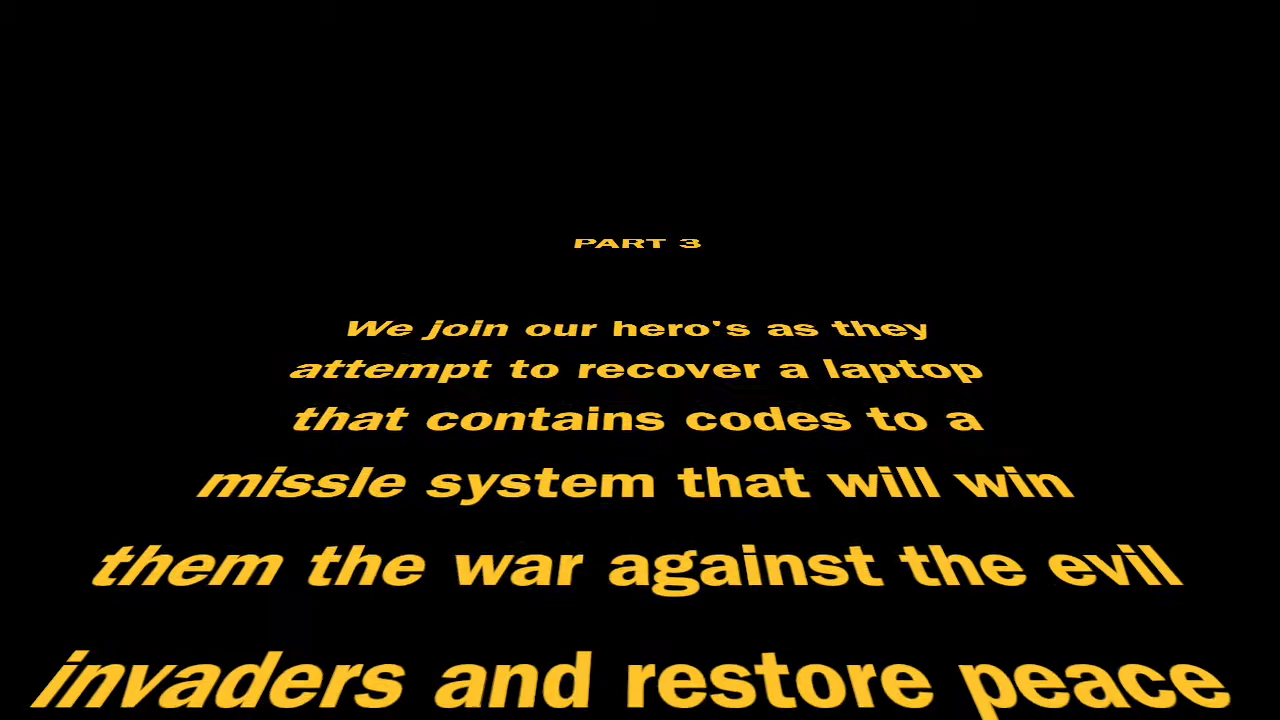 PART 3
We join our hero's as they
attempt to recover a laptop
that contains codes to a
missle system that will win
them the war against the evil
invaders and restore peace